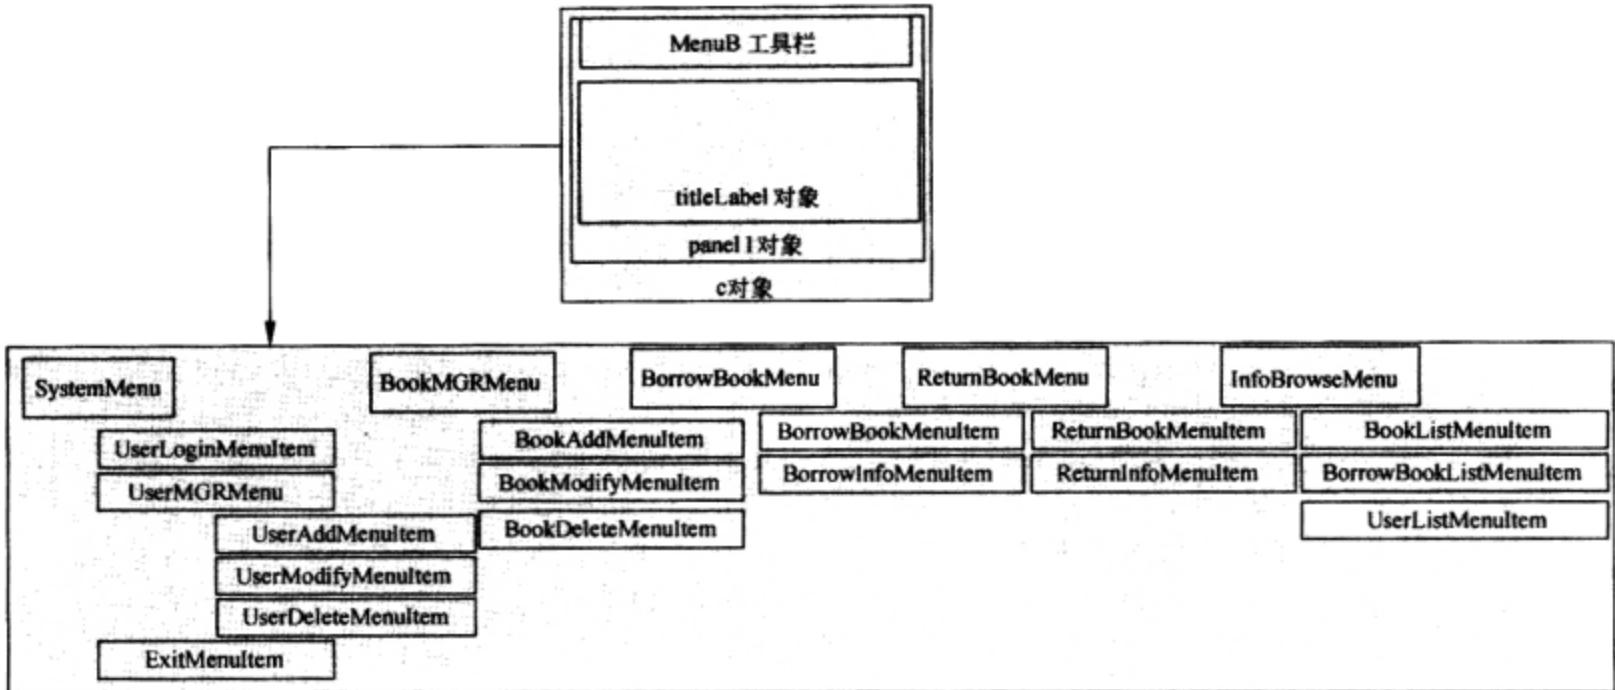 MenuB 工具栏
titleLabel 对象
panel1对象
c对象
SystemMenu
BookMGRMenu
BorrowBookMenu
ReturnBookMenu
InfoBrowseMenu
UserLoginMenuItem
UserMGRMenu
UserAddMenuItem
UserModifyMenuItem
UserDeleteMenuItem
ExitMenuItem
BookAddMenuItem
BookModifyMenuItem
BookDeleteMenuItem
BorrowBookMenuItem
BorrowInfoMenuItem
ReturnBookMenuItem
ReturnInfoMenuItem
BookListMenuItem
BorrowBookListMenuItem
UserListMenuItem